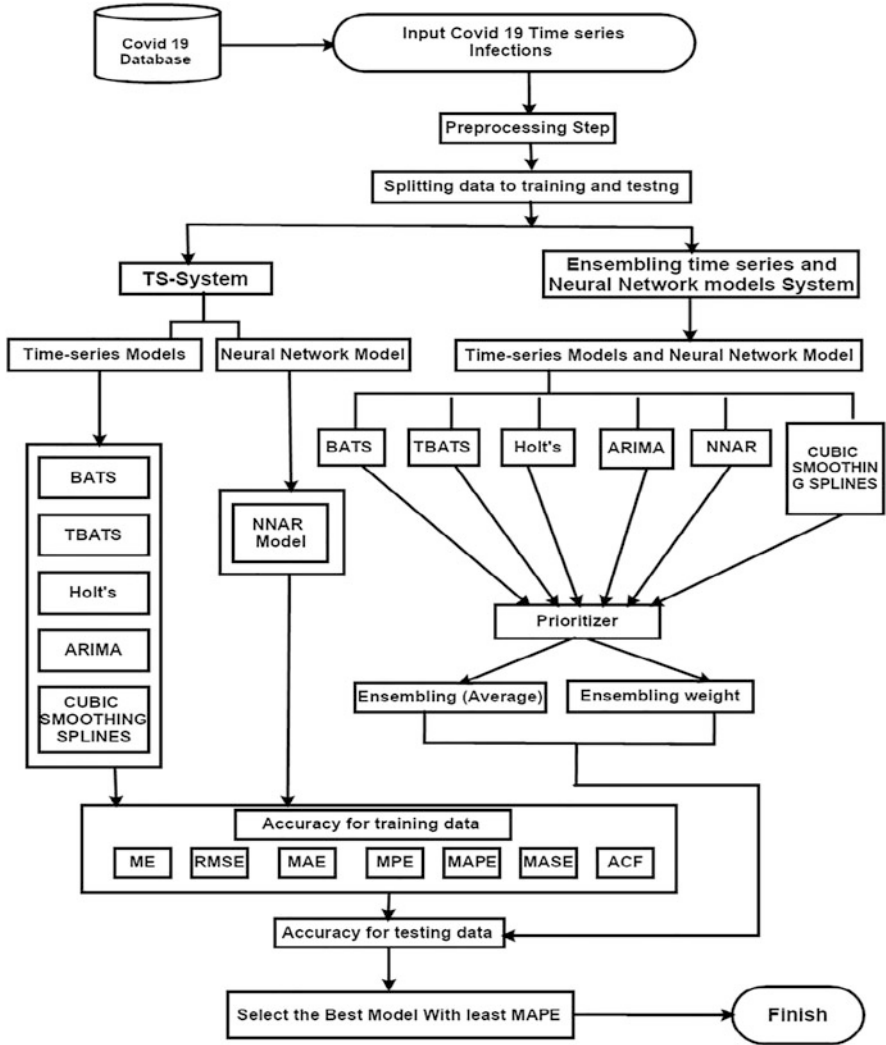 Covid 19
Database
Input Covid 19 Time series
Infections
Preprocessing Step
Splitting data to training and testng
TS-System
Ensembling time series and
Neural Network models System
Time-series Models
Neural Network Model
Time-series Models and Neural Network Model
BATS
TBATS
Holt's
ARIMA
CUBIC
SMOOTHING
SPLINES
NNAR
Model
BATS
TBATS
Holt's
ARIMA
NNAR
CUBIC
SMOOTHIN
G SPLINES
Prioritizer
Ensembling (Average)
Ensembling weight
Accuracy for training data
ME
RMSE
MAE
MPE
MAPE
MASE
ACF
Accuracy for testing data
Select the Best Model With least MAPE
Finish